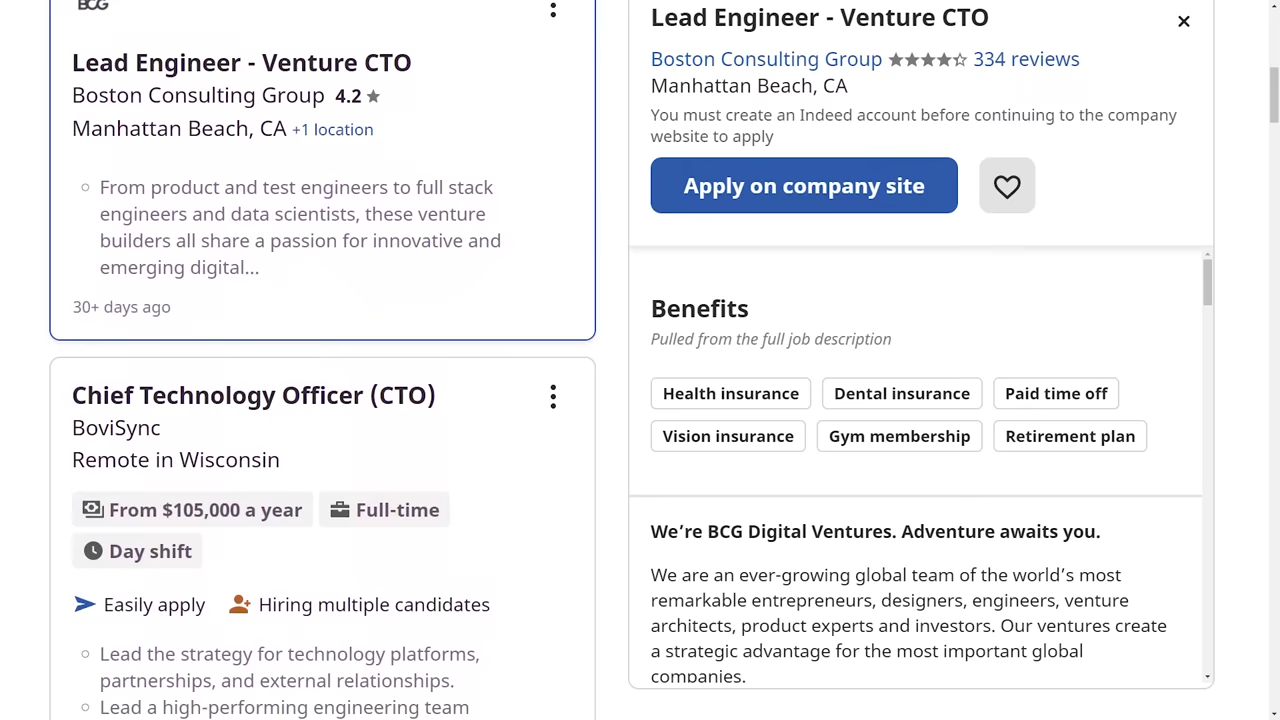 BCG
Lead Engineer - Venture CTO
Boston Consulting Group 4.2 ★
Manhattan Beach, CA +1 location
From product and test engineers to full stack
engineers and data scientists, these venture
builders all share a passion for innovative and
emerging digital...
30+ days ago
Chief Technology Officer (CTO)
BoviSync
Remote in Wisconsin
From $105,000 a year Full-time
Day shift
Easily apply Hiring multiple candidates
Lead the strategy for technology platforms,
partnerships, and external relationships.
Lead a high-performing engineering team
Lead Engineer - Venture CTO
Boston Consulting Group 334 reviews
Manhattan Beach, CA
You must create an Indeed account before continuing to the company
website to apply
Apply on company site
Benefits
Pulled from the full job description
Health insurance Dental insurance Paid time off
Vision insurance Gym membership Retirement plan
We’re BCG Digital Ventures. Adventure awaits you.
We are an ever-growing global team of the world’s most
remarkable entrepreneurs, designers, engineers, venture
architects, product experts and investors. Our ventures create
a strategic advantage for the most important global
companies.